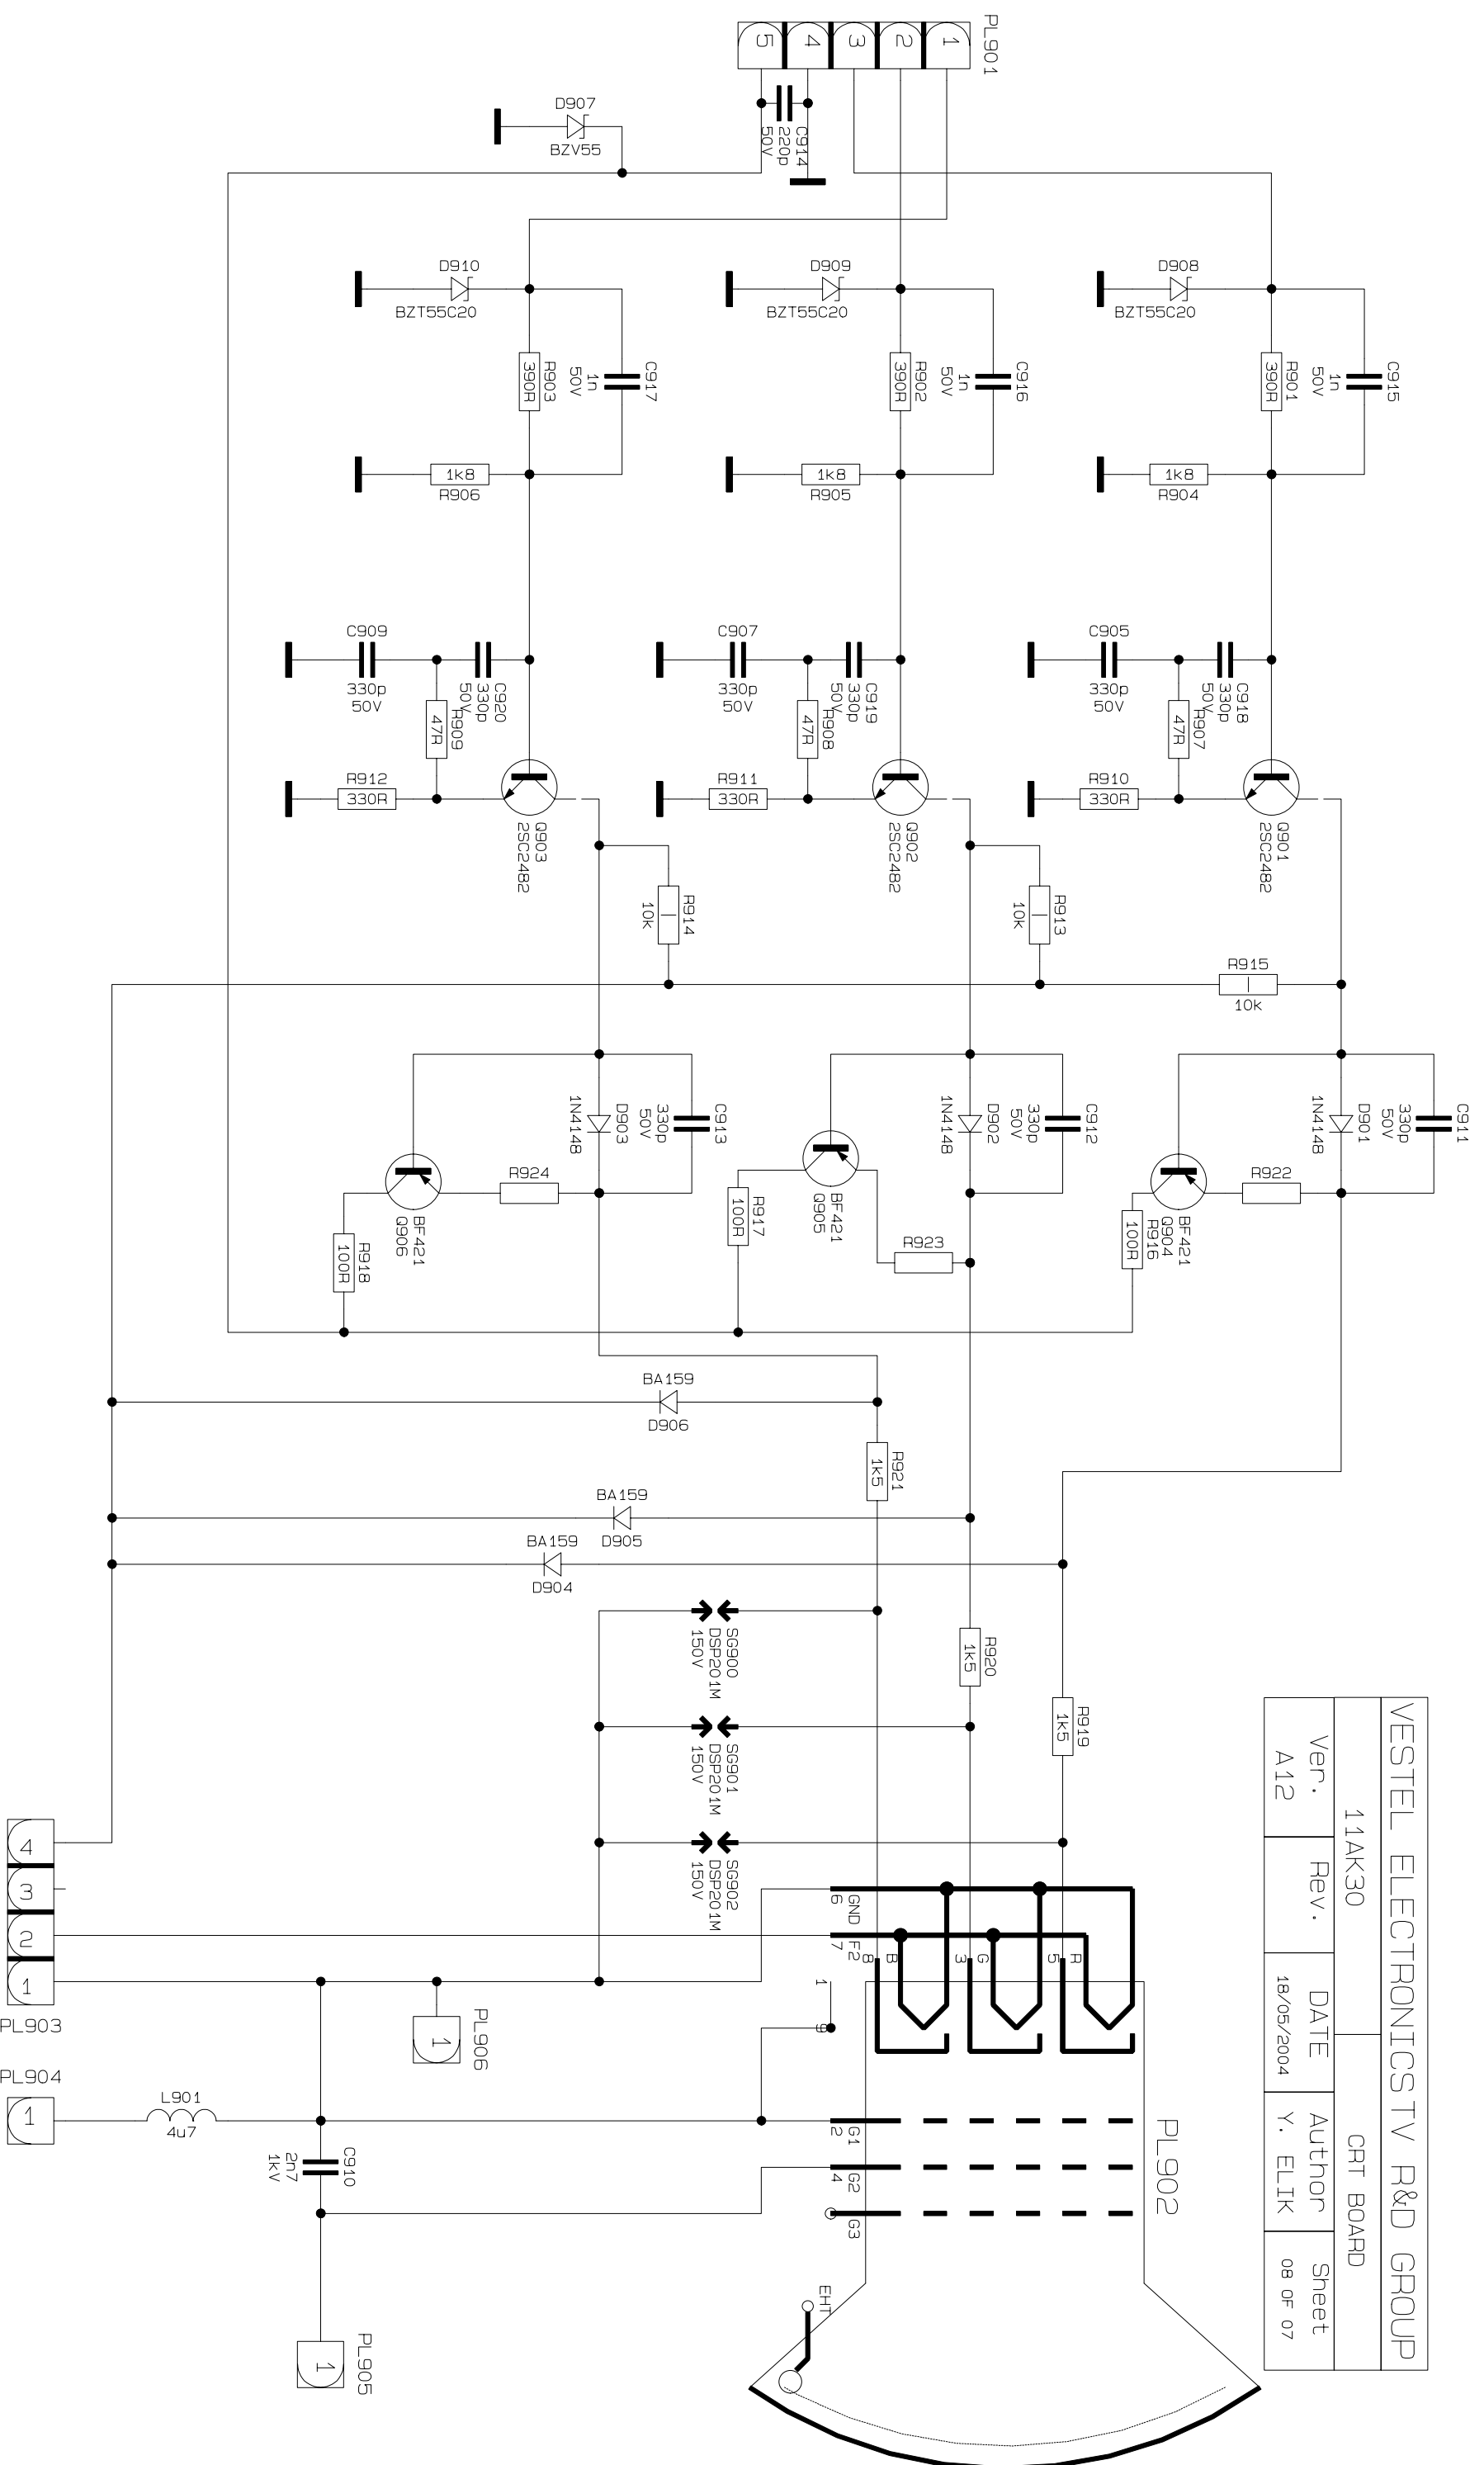 PL901
1
2
3
4
5
C914
220p
50V
D907
BZV55
D910
BZT55C20
D909
BZT55C20
D908
BZT55C20
R903
390R
C917
1n
50V
R902
390R
C916
1n
50V
R901
390R
C915
1n
50V
1k8
R906
1k8
R905
1k8
R904
C909
330p
50V
C920
330p
50V
R909
47R
C907
330p
50V
C919
330p
50V
R908
47R
C905
330p
50V
C918
330p
50V
R907
47R
R912
330R
R911
330R
R910
330R
Q903
2SC2482
Q902
2SC2482
Q901
2SC2482
R914
10k
R913
10k
R915
10k
C913
330p
50V
D903
1N4148
C912
330p
50V
D902
1N4148
C911
330p
50V
D901
1N4148
R924
BF421
Q906
R918
100R
BF421
Q905
R917
100R
R923
R922
BF421
Q904
R916
100R
BA159
D906
R921
1k5
BA159
D905
BA159
D904
SG900
DSP201M
150V
R920
1k5
SG901
DSP201M
150V
R919
1k5
SG902
DSP201M
150V
VESTEL ELECTRONICS TV R&D GROUP
11AK30
CRT BOARD
Ver.
A12
Rev.
DATE
18/05/2004
Author
Y. ELIK
Sheet
08 OF 07
GND
6
F2
7
B
8
G
3
R
5
1
9
G1
2
G2
4
G3
PL902
EHT
4
3
2
1
PL903
PL906
1
PL904
1
L901
4u7
C910
2n7
1kV
PL905
1